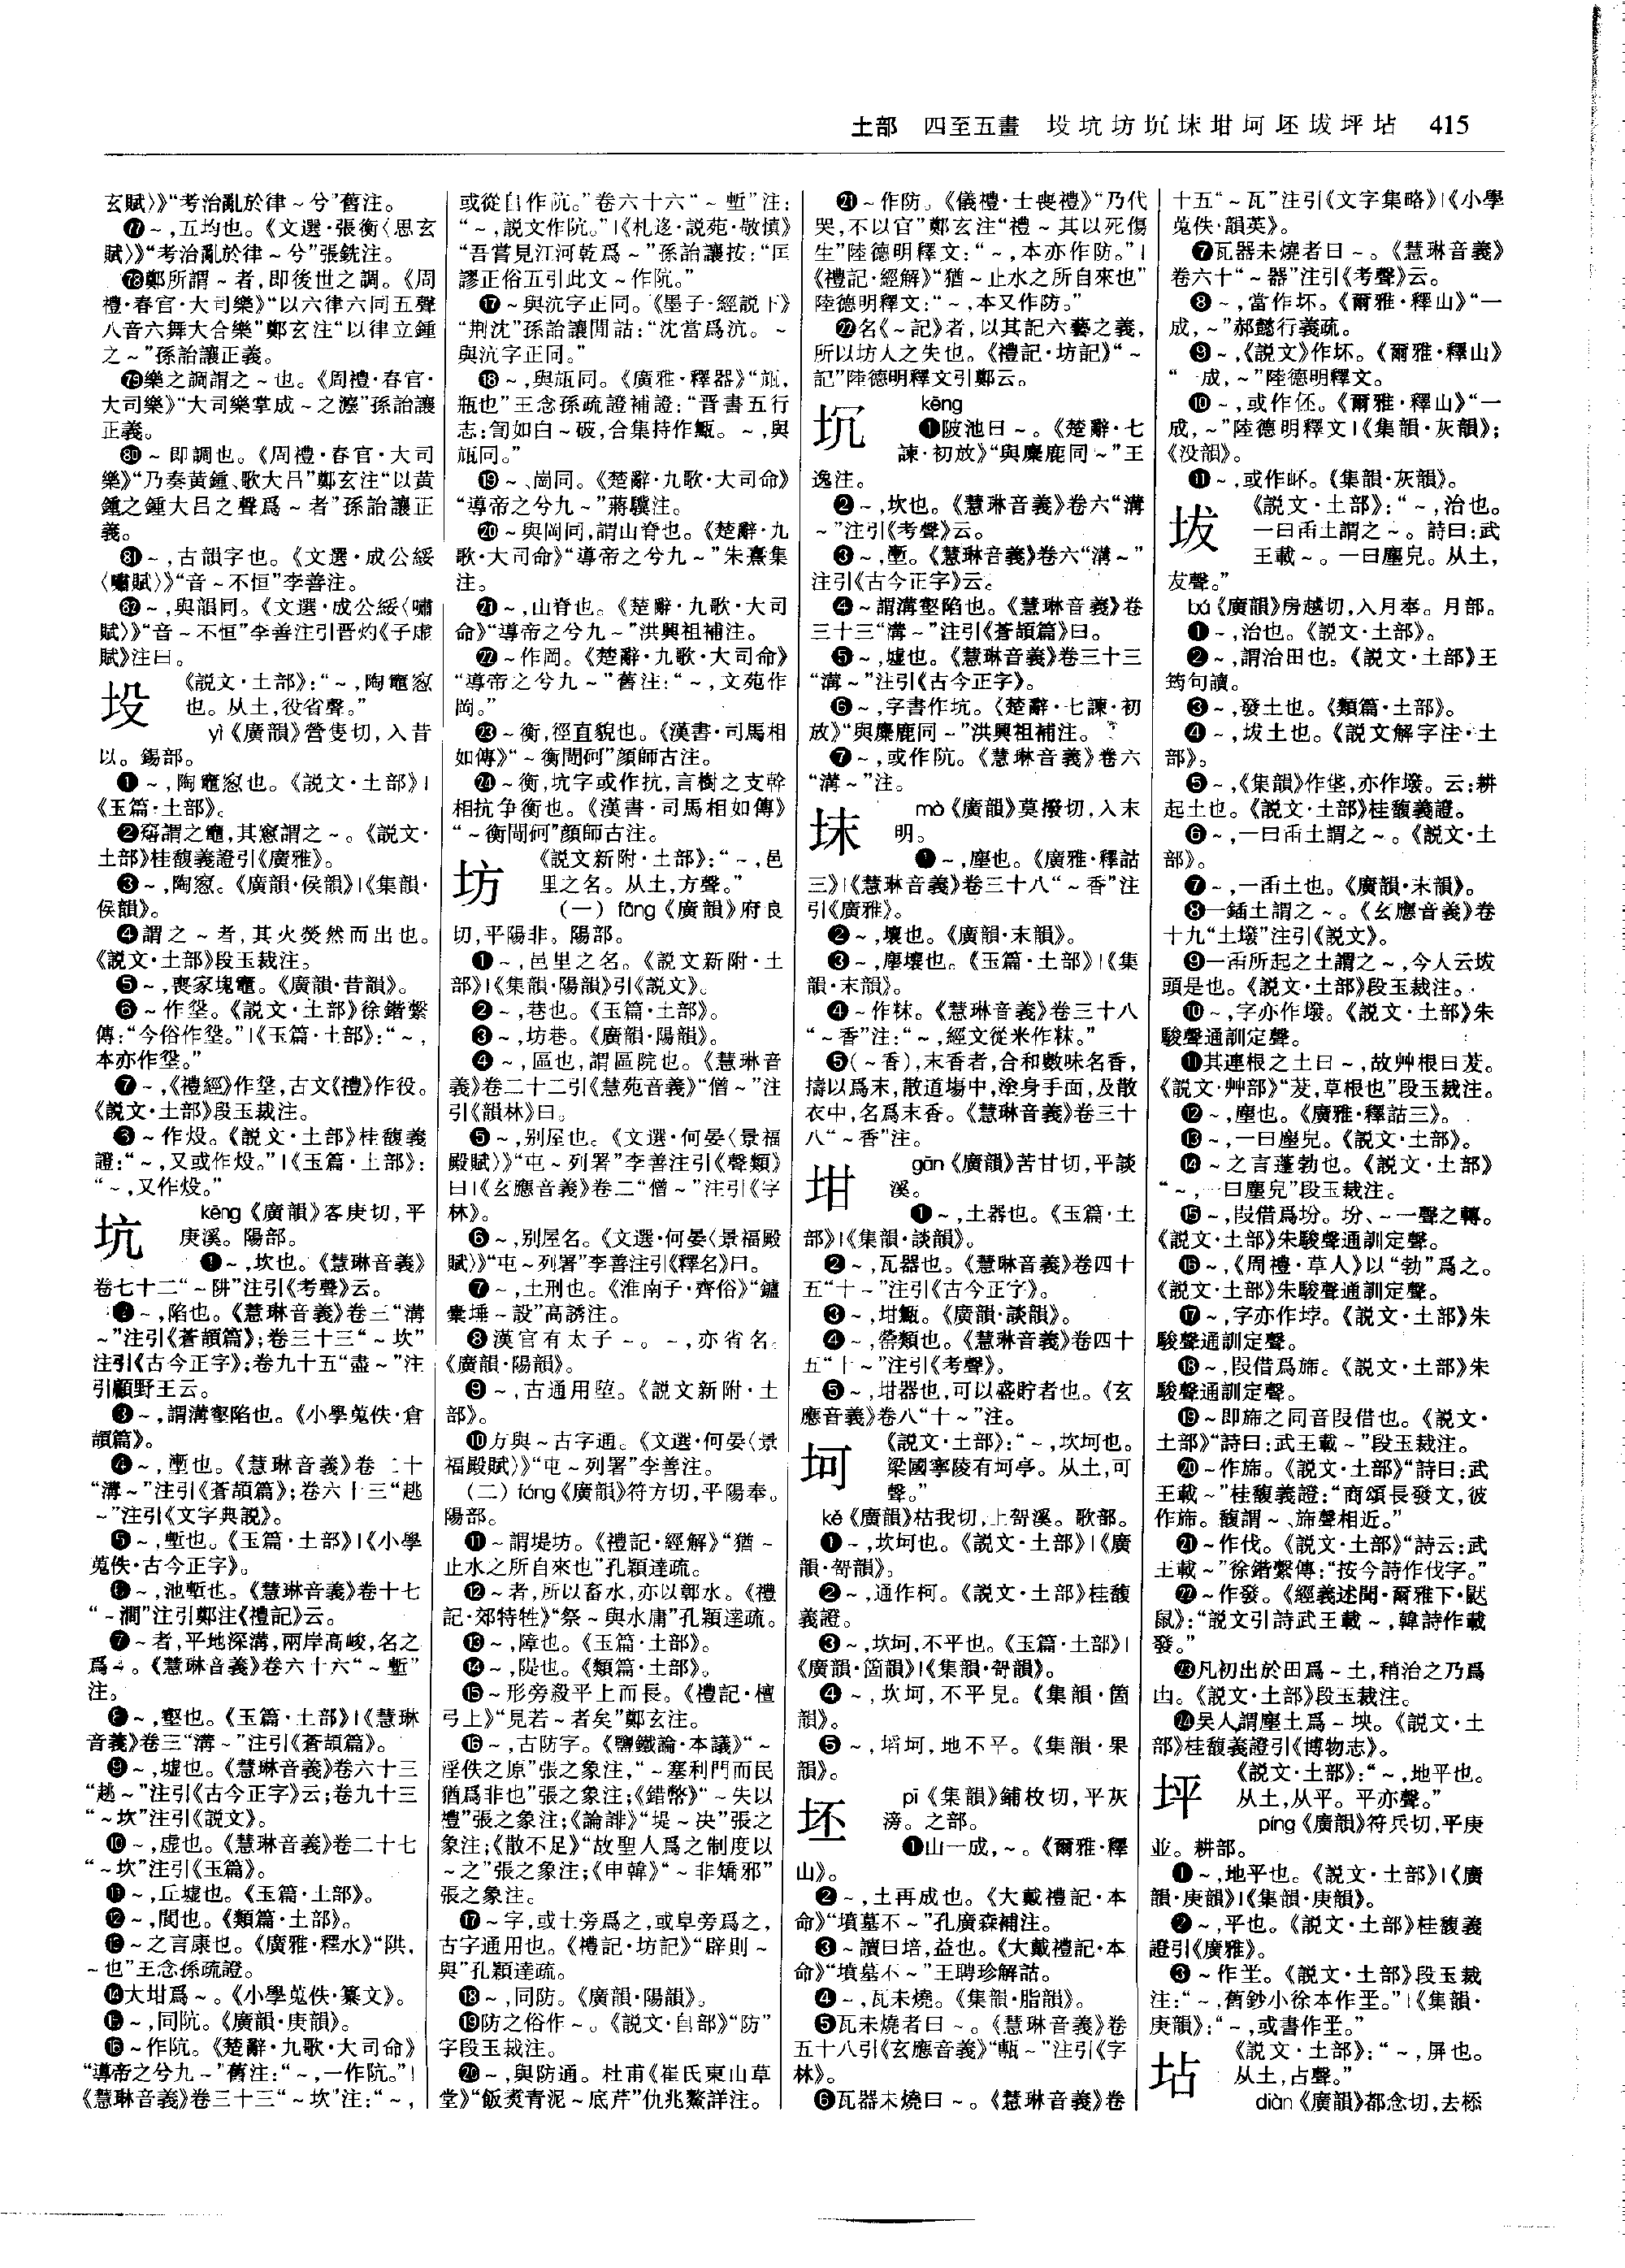 土部　四至五畫　坄坑坊坈坺坩坷坯坺坪坫　415
玄賦〉》“考治亂於律～兮”舊注。
㊆～,五均也。《文選·張衡〈思玄
賦〉》“考治亂於律～兮”張銑注。
鄭所謂～者,即後世之調。《周
禮·春官·大司樂》“以六律六同五聲
八音六舞大合樂”鄭玄注“以律立鍾
之～”孫詒讓正義。
樂之調謂之～也。《周禮·春官·
大司樂》“大司樂掌成～之灋”孫詒讓
正義。
～即調也。《周禮·春官·大司
樂》“乃奏黃鍾、歌大呂”鄭玄注“以黃
鍾之鍾大呂之聲爲～者”孫詒讓正
義。
～,古韻字也。《文選·成公綏
〈嘯賦〉》“音～不恒”李善注。
～,與韻同。《文選·成公綏〈嘯
賦〉》“音～不恒”李善注引晋灼《子虛
賦》注曰。
坄
《説文·土部》:“～,陶竈窓
也。从土,役省聲。”
yì《廣韻》營隻切,入昔
以。錫部。
❶～,陶竈窓也。《説文·土部》|
《玉篇·土部》。
❷窯謂之竈,其窓謂之～。《説文·
土部》桂馥義證引《廣雅》。
❸～,陶窓。《廣韻·侯韻》|《集韻·
侯韻》。
❹謂之～者,其火熒然而出也。
《説文·土部》段玉裁注。
❺～,喪家塊竈。《廣韻·昔韻》。
❻～作垼。《説文·土部》徐鍇繫
傳:“今俗作垼。”|《玉篇·土部》:“～,
本亦作垼。”
❼～,《禮經》作垼,古文《禮》作役。
《説文·土部》段玉裁注。
❽～作炈。《説文·土部》桂馥義
證:“～,又或作炈。”|《玉篇·土部》:
“～,又作炈。”
坑
kēng《廣韻》客庚切,平
庚溪。陽部。
❶～,坎也。《慧琳音義》
卷七十二“～阱”注引《考聲》云。
❷～,陷也。《慧琳音義》卷三“溝
～”注引《蒼頡篇》;卷三十三“～坎”
注引《古今正字》;卷九十五“盡～”注
引顧野王云。
❸～,謂溝壑陷也。《小學蒐佚·倉
頡篇》。
❹～,壍也。《慧琳音義》卷二十
“溝～”注引《蒼頡篇》;卷六十三“趒
～”注引《文字典説》。
❺～,塹也。《玉篇·土部》|《小學
蒐佚·古今正字》。
❻～,池塹也。《慧琳音義》卷十七
“～澗”注引鄭注《禮記》云。
❼～者,平地深溝,兩岸高峻,名之
爲～。《慧琳音義》卷六十六“～塹”
注。
❽～,壑也。《玉篇·土部》|《慧琳
音義》卷三“溝～”注引《蒼頡篇》。
❾～,墟也。《慧琳音義》卷六十三
“趒～”注引《古今正字》云;卷九十三
“～坎”注引《説文》。
❿～,虛也。《慧琳音義》卷二十七
“～坎”注引《玉篇》。
⓫～,丘墟也。《玉篇·土部》。
⓬～,閬也。《類篇·土部》。
⓭～之言康也。《廣雅·釋水》“㽘,
～也”王念孫疏證。
⓮大坩爲～。《小學蒐佚·纂文》。
⓯～,同阬。《廣韻·庚韻》。
⓰～作阬。《楚辭·九歌·大司命》
“導帝之兮九～”舊注:“～,一作阬。”|
《慧琳音義》卷三十三“～坎”注:“～,
或從𨸏作阬。”卷六十六“～塹”注:
“～,説文作阬。”|《札迻·説苑·敬慎》
“吾嘗見江河乾爲～”孫詒讓按:“匡
謬正俗五引此文～作阬。”
⓱～與沆字正同。《墨子·經説下》
“荆沈”孫詒讓閒詁:“沈當爲沆。～
與沆字正同。”
⓲～,與㼚同。《廣雅·釋器》“㼚,
瓶也”王念孫疏證補證:“晋書五行
志:訇如白～破,合集持作甒。～,與
㼚同。”
⓳～、崗同。《楚辭·九歌·大司命》
“導帝之兮九～”蔣驥注。
⓴～與岡同,謂山脊也。《楚辭·九
歌·大司命》“導帝之兮九～”朱熹集
注。
㉑～,山脊也。《楚辭·九歌·大司
命》“導帝之兮九～”洪興祖補注。
㉒～作岡。《楚辭·九歌·大司命》
“導帝之兮九～”舊注:“～,文苑作
岡。”
㉓～衡,徑直貌也。《漢書·司馬相
如傳》“～衡閜砢”顏師古注。
㉔～衡,坑字或作抗,言樹之支幹
相抗争衡也。《漢書·司馬相如傳》
“～衡閜砢”顏師古注。
坊
《説文新附·土部》:“～,邑
里之名。从土,方聲。”
（一）fāng《廣韻》府良
切,平陽非。陽部。
❶～,邑里之名。《説文新附·土
部》|《集韻·陽韻》引《説文》。
❷～,巷也。《玉篇·土部》。
❸～,坊巷。《廣韻·陽韻》。
❹～,區也,謂區院也。《慧琳音
義》卷二十二引《慧苑音義》“僧～”注
引《韻林》曰。
❺～,别屋也。《文選·何晏〈景福
殿賦〉》“屯～列署”李善注引《聲類》
曰|《玄應音義》卷二“僧～”注引《字
林》。
❻～,别屋名。《文選·何晏〈景福殿
賦〉》“屯～列署”李善注引《釋名》曰。
❼～,土刑也。《淮南子·齊俗》“鑪
橐埵～設”高誘注。
❽漢官有太子～。～,亦省名。
《廣韻·陽韻》。
❾～,古通用埅。《説文新附·土
部》。
❿方與～古字通。《文選·何晏〈景
福殿賦〉》“屯～列署”李善注。
（二）fáng《廣韻》符方切,平陽奉。
陽部。
⓫～謂堤坊。《禮記·經解》“猶～
止水之所自來也”孔穎達疏。
⓬～者,所以畜水,亦以鄣水。《禮
記·郊特牲》“祭～與水庸”孔穎達疏。
⓭～,障也。《玉篇·土部》。
⓮～,隄也。《類篇·土部》。
⓯～形旁殺平上而長。《禮記·檀
弓上》“見若～者矣”鄭玄注。
⓰～,古防字。《鹽鐵論·本議》“～
淫佚之原”張之象注,“～塞利門而民
猶爲非也”張之象注;《錯幣》“～失以
禮”張之象注;《論誹》“堤～决”張之
象注;《散不足》“故聖人爲之制度以
～之”張之象注;《申韓》“～非矯邪”
張之象注。
⓱～字,或土旁爲之,或阜旁爲之,
古字通用也。《禮記·坊記》“辟則～
與”孔穎達疏。
⓲～,同防。《廣韻·陽韻》。
⓳防之俗作～。《説文·𨸏部》“防”
字段玉裁注。
⓴～,與防通。杜甫《崔氏東山草
堂》“飯煑青泥～底芹”仇兆鰲詳注。
㉑～作防。《儀禮·士喪禮》“乃代
哭,不以官”鄭玄注“禮～其以死傷
生”陸德明釋文:“～,本亦作防。”|
《禮記·經解》“猶～止水之所自來也”
陸德明釋文:“～,本又作防。”
㉒名《～記》者,以其記六藝之義,
所以坊人之失也。《禮記·坊記》“～
記”陸德明釋文引鄭云。
坈
kēng
❶陂池曰～。《楚辭·七
諫·初放》“與麋鹿同～”王
逸注。
❷～,坎也。《慧琳音義》卷六“溝
～”注引《考聲》云。
❸～,壍。《慧琳音義》卷六“溝～”
注引《古今正字》云。
❹～謂溝壑陷也。《慧琳音義》卷
三十三“溝～”注引《蒼頡篇》曰。
❺～,墟也。《慧琳音義》卷三十三
“溝～”注引《古今正字》。
❻～,字書作坑。《楚辭·七諫·初
放》“與麋鹿同～”洪興祖補注。
❼～,或作阬。《慧琳音義》卷六
“溝～”注。
抹
mò《廣韻》莫撥切,入末
明。
❶～,塵也。《廣雅·釋詁
三》|《慧琳音義》卷三十八“～香”注
引《廣雅》。
❷～,壤也。《廣韻·末韻》。
❸～,塵壤也。《玉篇·土部》|《集
韻·末韻》。
❹～作粖。《慧琳音義》卷三十八
“～香”注:“～,經文從米作粖。”
❺(～香),末香者,合和數味名香,
擣以爲末,散道塲中,塗身手面,及散
衣中,名爲末香。《慧琳音義》卷三十
八“～香”注。
坩
gān《廣韻》苦甘切,平談
溪。
❶～,土器也。《玉篇·土
部》|《集韻·談韻》。
❷～,瓦器也。《慧琳音義》卷四十
五“十～”注引《古今正字》。
❸～,坩甒。《廣韻·談韻》。
❹～,罃類也。《慧琳音義》卷四十
五“十～”注引《考聲》。
❺～,坩器也,可以盛貯者也。《玄
應音義》卷八“十～”注。
坷
《説文·土部》:“～,坎坷也。
梁國寧陵有坷亭。从土,可
聲。”
kě《廣韻》枯我切,上哿溪。歌部。
❶～,坎坷也。《説文·土部》|《廣
韻·哿韻》。
❷～,通作柯。《説文·土部》桂馥
義證。
❸～,坎坷,不平也。《玉篇·土部》|
《廣韻·箇韻》|《集韻·哿韻》。
❹～,坎坷,不平皃。《集韻·箇
韻》。
❺～,堵坷,地不平。《集韻·果
韻》。
坯
pī《集韻》鋪枚切,平灰
滂。之部。
❶山一成,～。《爾雅·釋
山》。
❷～,土再成也。《大戴禮記·本
命》“墳墓不～”孔廣森補注。
❸～讀曰培,益也。《大戴禮記·本
命》“墳墓不～”王聘珍解詁。
❹～,瓦未燒。《集韻·脂韻》。
❺瓦未燒者曰～。《慧琳音義》卷
五十八引《玄應音義》“㼾～”注引《字
林》。
❻瓦器未燒曰～。《慧琳音義》卷
十五“～瓦”注引《文字集略》|《小學
蒐佚·韻英》。
❼瓦器未燒者曰～。《慧琳音義》
卷六十“～器”注引《考聲》云。
❽～,當作坏。《爾雅·釋山》“一
成,～”郝懿行義疏。
❾～,《説文》作坏。《爾雅·釋山》
“一成,～”陸德明釋文。
❿～,或作伾。《爾雅·釋山》“一
成,～”陸德明釋文|《集韻·灰韻》;
《没韻》。
⓫～,或作岯。《集韻·灰韻》。
坺
《説文·土部》:“～,治也。
一曰臿土謂之～。詩曰:武
王載～。一曰塵皃。从土,
犮聲。”
bá《廣韻》房越切,入月奉。月部。
❶～,治也。《説文·土部》。
❷～,謂治田也。《説文·土部》王
筠句讀。
❸～,發土也。《類篇·土部》。
❹～,坺土也。《説文解字注·土
部》。
❺～,《集韻》作垡,亦作墢。云:耕
起土也。《説文·土部》桂馥義證。
❻～,一曰臿土謂之～。《説文·土
部》。
❼～,一臿土也。《廣韻·末韻》。
❽一鍤土謂之～。《玄應音義》卷
十九“土墢”注引《説文》。
❾一臿所起之土謂之～,今人云坺
頭是也。《説文·土部》段玉裁注。
❿～,字亦作墢。《説文·土部》朱
駿聲通訓定聲。
⓫其連根之土曰～,故艸根曰茇。
《説文·艸部》“茇,草根也”段玉裁注。
⓬～,塵也。《廣雅·釋詁三》。
⓭～,一曰塵皃。《説文·土部》。
⓮～之言蓬勃也。《説文·土部》
“～,一曰塵皃”段玉裁注。
⓯～,叚借爲坋。坋、～一聲之轉。
《説文·土部》朱駿聲通訓定聲。
⓰～,《周禮·草人》以“勃”爲之。
《説文·土部》朱駿聲通訓定聲。
⓱～,字亦作垺。《説文·土部》朱
駿聲通訓定聲。
⓲～,叚借爲旆。《説文·土部》朱
駿聲通訓定聲。
⓳～即旆之同音叚借也。《説文·
土部》“詩曰:武王載～”段玉裁注。
⓴～作旆。《説文·土部》“詩曰:武
王載～”桂馥義證:“商頌長發文,彼
作旆。馥謂～、旆聲相近。”
㉑～作伐。《説文·土部》“詩云:武
王載～”徐鍇繫傳:“按今詩作伐字。”
㉒～作發。《經義述聞·爾雅下·鼣
鼠》:“説文引詩武王載～,韓詩作載
發。”
㉓凡初出於田爲～土,稍治之乃爲
凷。《説文·土部》段玉裁注。
㉔吴人謂塵土爲～坱。《説文·土
部》桂馥義證引《博物志》。
坪
《説文·土部》:“～,地平也。
从土,从平。平亦聲。”
píng《廣韻》符兵切,平庚
並。耕部。
❶～,地平也。《説文·土部》|《廣
韻·庚韻》|《集韻·庚韻》。
❷～,平也。《説文·土部》桂馥義
證引《廣雅》。
❸～作垩。《説文·土部》段玉裁
注:“～,舊鈔小徐本作垩。”|《集韻·
庚韻》:“～,或書作垩。”
坫
《説文·土部》:“～,屏也。
从土,占聲。”
diàn《廣韻》都念切,去㮇